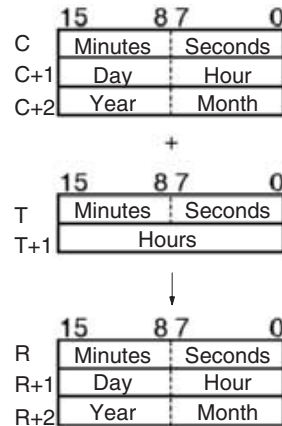 15 8 7 0
C Minutes Seconds
C+1 Day Hour
C+2 Year Month
+
15 8 7 0
T Minutes Seconds
T+1 Hours
15 8 7 0
R Minutes Seconds
R+1 Day Hour
R+2 Year Month